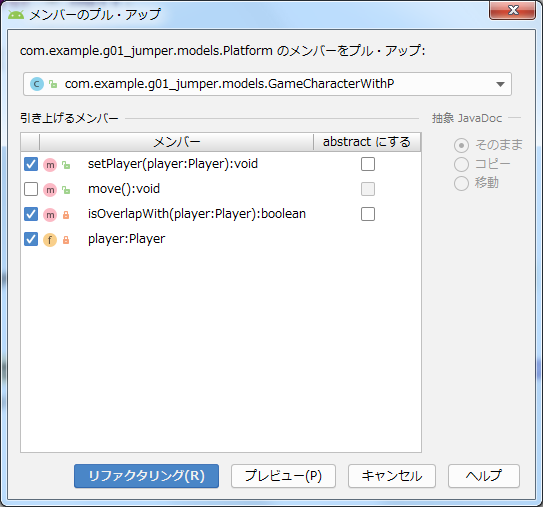 メンバーのプル・アップ
com.example.g01_jumper.models.Platform のメンバーをプル・アップ:
C com.example.g01_jumper.models.GameCharacterWithP
引き上げるメンバー
抽象 JavaDoc
メンバー abstract にする
m setPlayer(player:Player):void
m move():void
m isOverlapWith(player:Player):boolean
f player:Player
そのまま
コピー
移動
リファクタリング(R) プレビュー(P) キャンセル ヘルプ